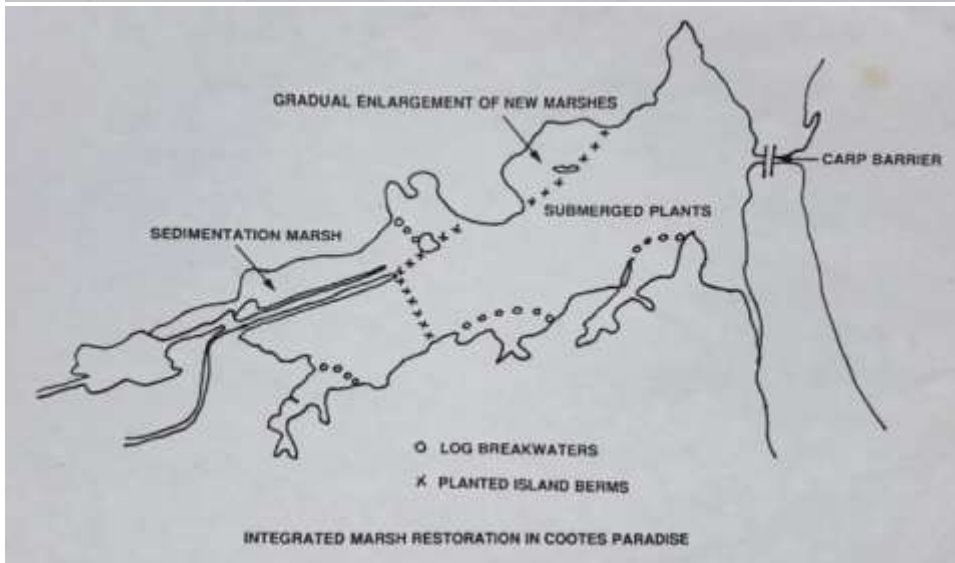 GRADUAL ENLARGEMENT OF NEW MARSHES
CARP BARRIER
SUBMERGED PLANTS
SEDIMENTATION MARSH
O LOG BREAKWATERS
X PLANTED ISLAND BERMS
INTEGRATED MARSH RESTORATION IN COOTES PARADISE